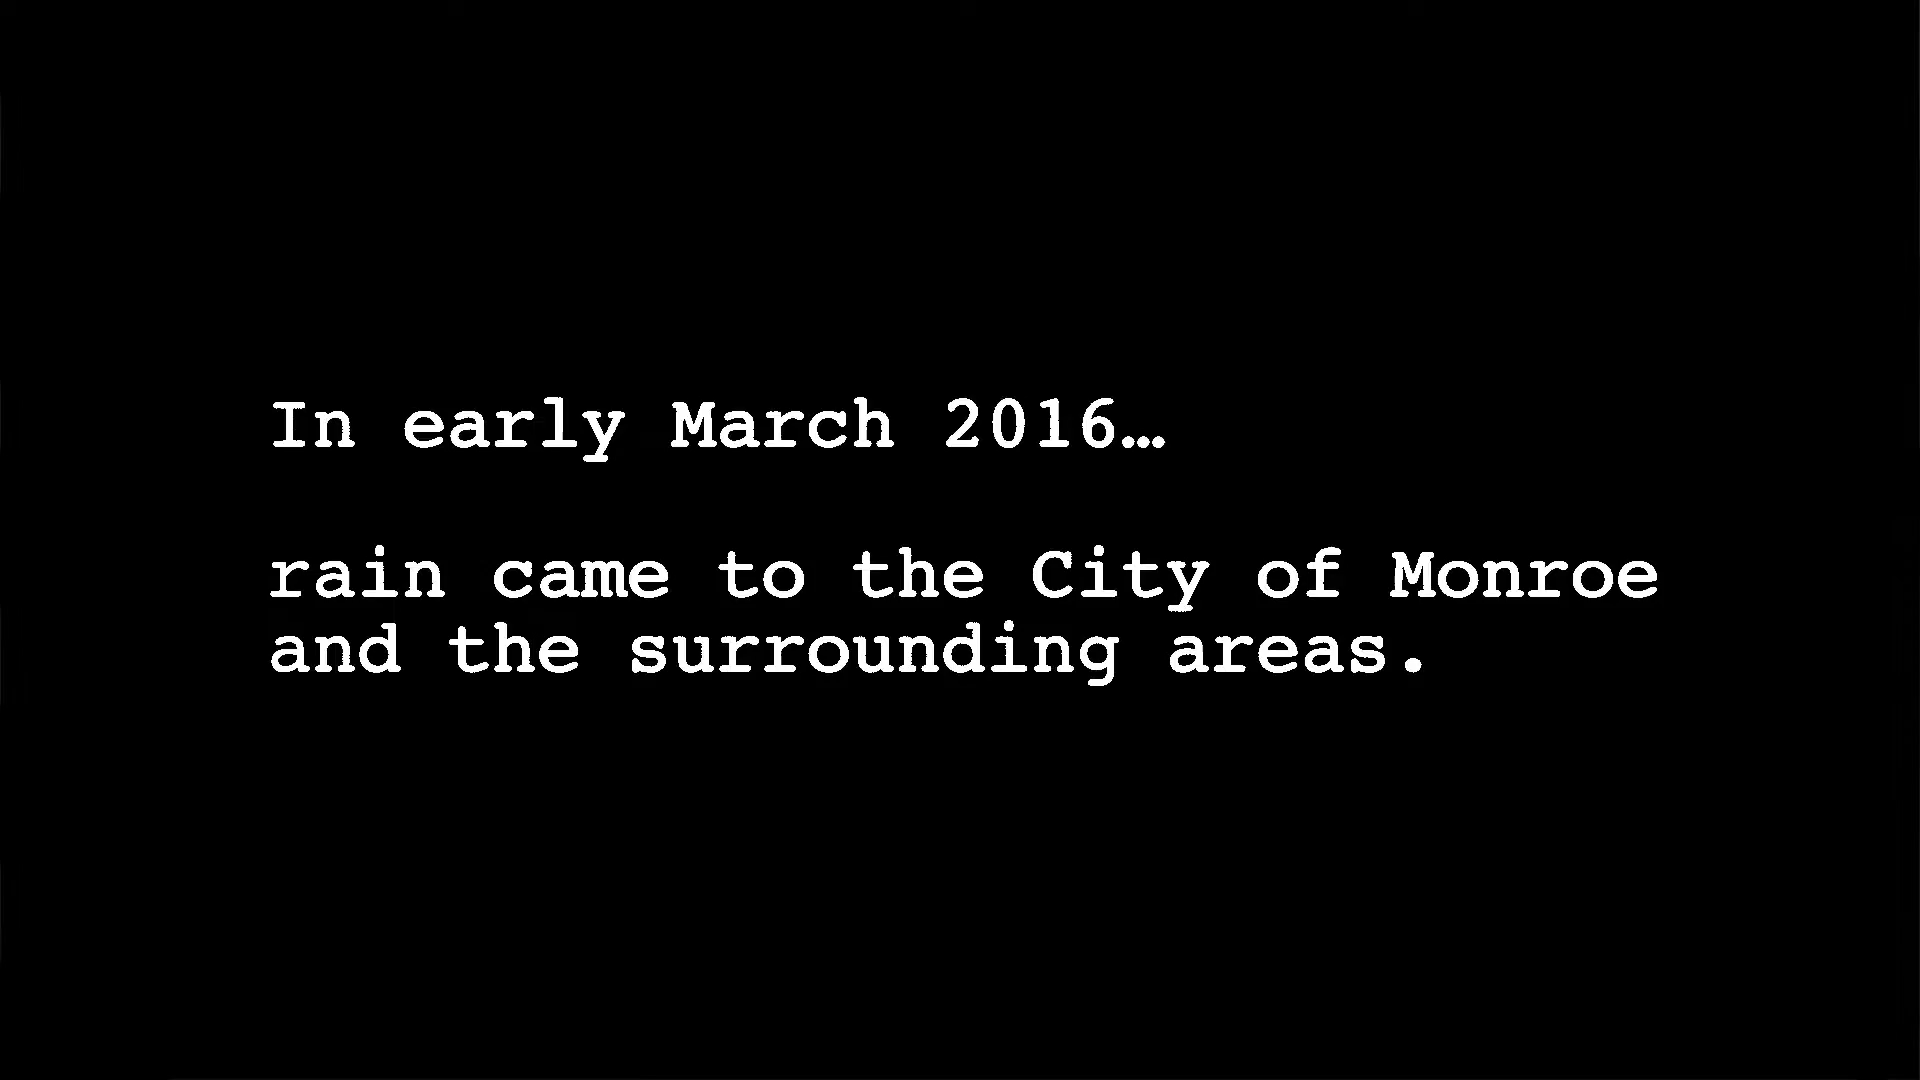 In early March 2016…
rain came to the City of Monroe
and the surrounding areas.